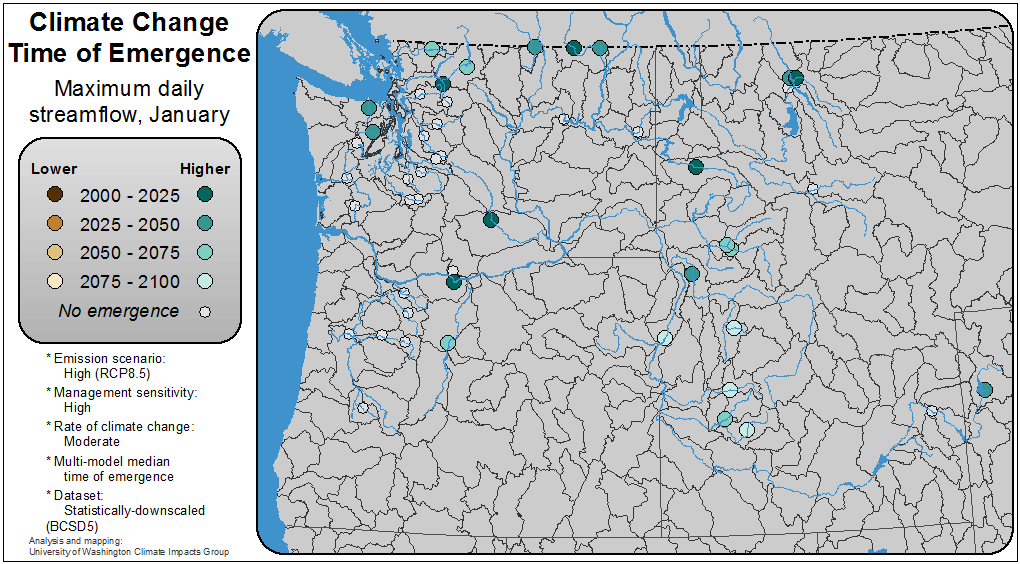 Climate Change
Time of Emergence
Maximum daily
streamflow, January
Lower Higher
2000 - 2025
2025 - 2050
2050 - 2075
2075 - 2100
No emergence
* Emission scenario:
High (RCP8.5)
* Management sensitivity:
High
* Rate of climate change:
Moderate
* Multi-model median
time of emergence
* Dataset:
Statistically-downscaled
(BCSD5)
Analysis and mapping:
University of Washington Climate Impacts Group